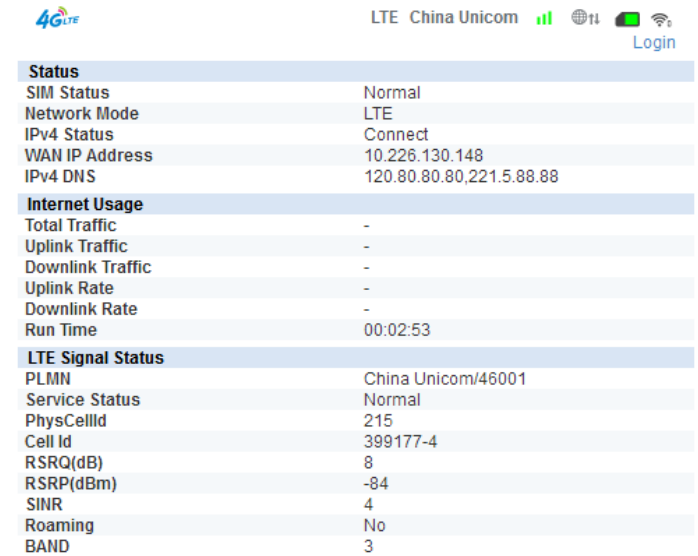 4G LTE LTE China Unicom
Login
Status
SIM Status Normal
Network Mode LTE
IPv4 Status Connect
WAN IP Address 10.226.130.148
IPv4 DNS 120.80.80.80,221.5.88.88
Internet Usage
Total Traffic -
Uplink Traffic -
Downlink Traffic -
Uplink Rate -
Downlink Rate -
Run Time 00:02:53
LTE Signal Status
PLMN China Unicom/46001
Service Status Normal
PhysCellId 215
Cell Id 399177-4
RSRQ(dB) 8
RSRP(dBm) -84
SINR 4
Roaming No
BAND 3